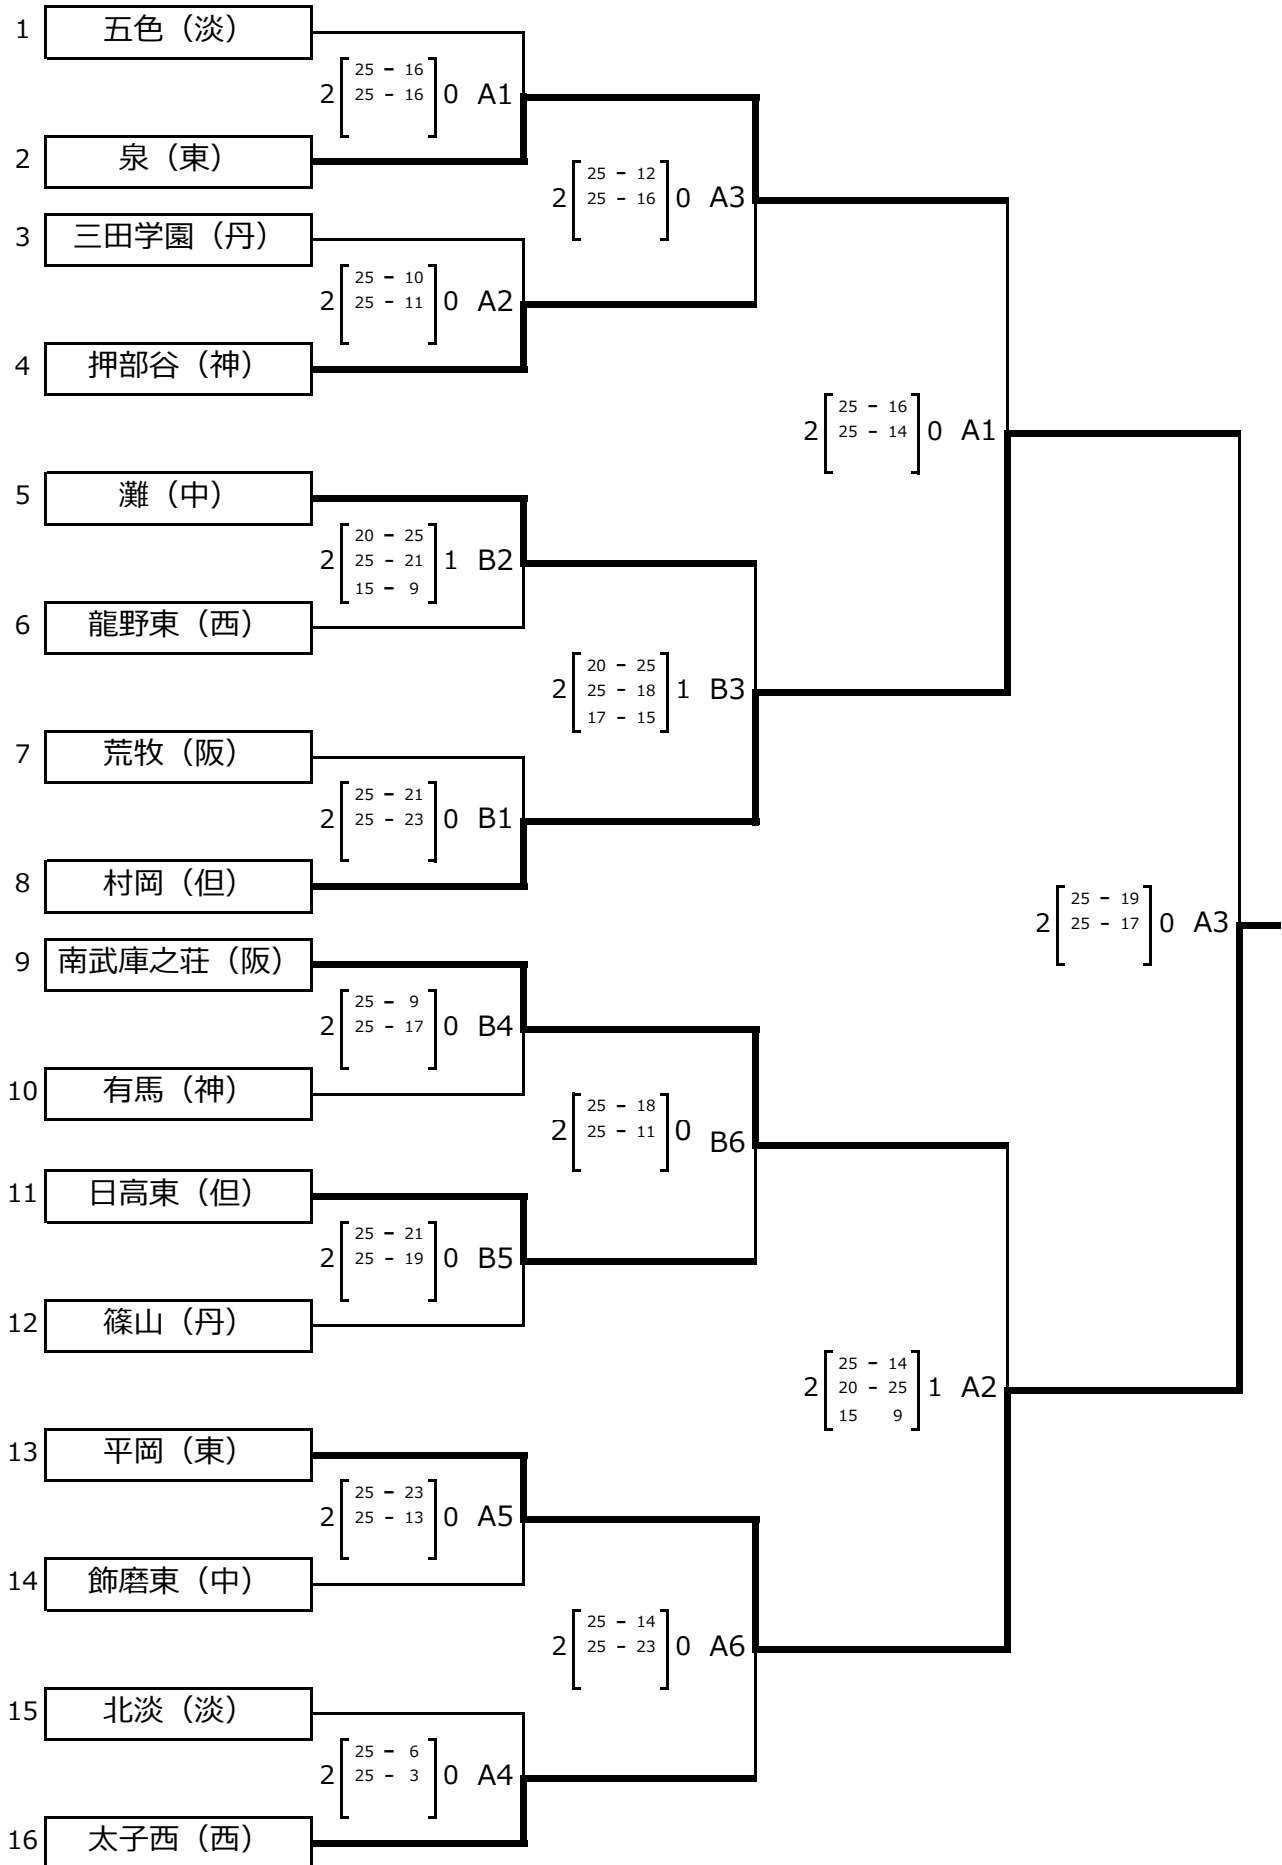 1 五色（淡）
25 - 16
2 25 - 16 0 A1
2 泉（東）
25 - 12
2 25 - 16 0 A3
3 三田学園（丹）
25 - 10
2 25 - 11 0 A2
4 押部谷（神）
25 - 16
2 25 - 14 0 A1
5 灘（中）
20 - 25
2 25 - 21 1 B2
15 - 9
6 龍野東（西）
20 - 25
2 25 - 18 1 B3
17 - 15
7 荒牧（阪）
25 - 21
2 25 - 23 0 B1
8 村岡（但）
25 - 19
2 25 - 17 0 A3
9 南武庫之荘（阪）
25 - 9
2 25 - 17 0 B4
10 有馬（神）
25 - 18
2 25 - 11 0 B6
11 日高東（但）
25 - 21
2 25 - 19 0 B5
12 篠山（丹）
25 - 14
2 20 - 25 1 A2
15 9
13 平岡（東）
25 - 23
2 25 - 13 0 A5
14 飾磨東（中）
25 - 14
2 25 - 23 0 A6
15 北淡（淡）
25 - 6
2 25 - 3 0 A4
16 太子西（西）